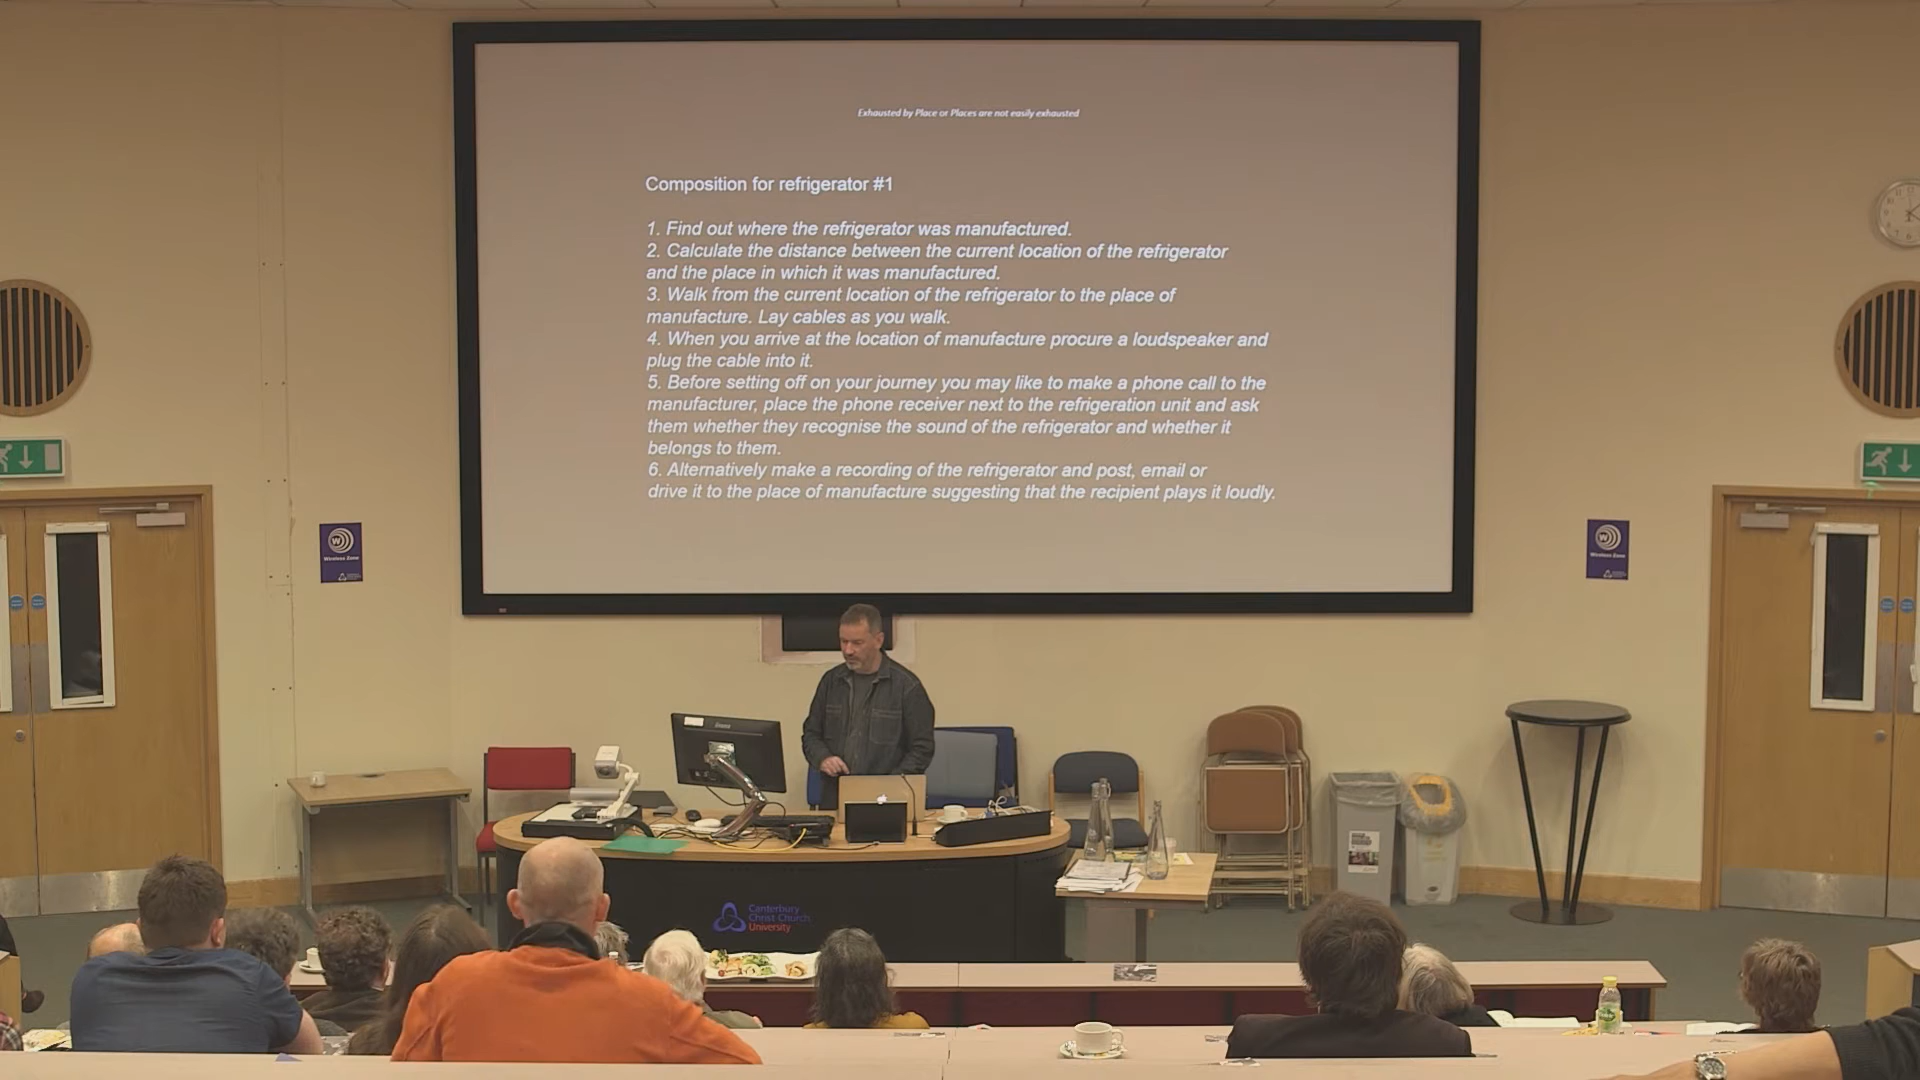 Exhausted by Place or Places are not easily exhausted
Composition for refrigerator #1
1. Find out where the refrigerator was manufactured.
2. Calculate the distance between the current location of the refrigerator
and the place in which it was manufactured.
3. Walk from the current location of the refrigerator to the place of
manufacture. Lay cables as you walk.
4. When you arrive at the location of manufacture procure a loudspeaker and
plug the cable into it.
5. Before setting off on your journey you may like to make a phone call to the
manufacturer, place the phone receiver next to the refrigeration unit and ask
them whether they recognise the sound of the refrigerator and whether it
belongs to them.
6. Alternatively make a recording of the refrigerator and post, email or
drive it to the place of manufacture suggesting that the recipient plays it loudly.
W
Wireless Zone
W
Wireless Zone
Canterbury
Christ Church
University